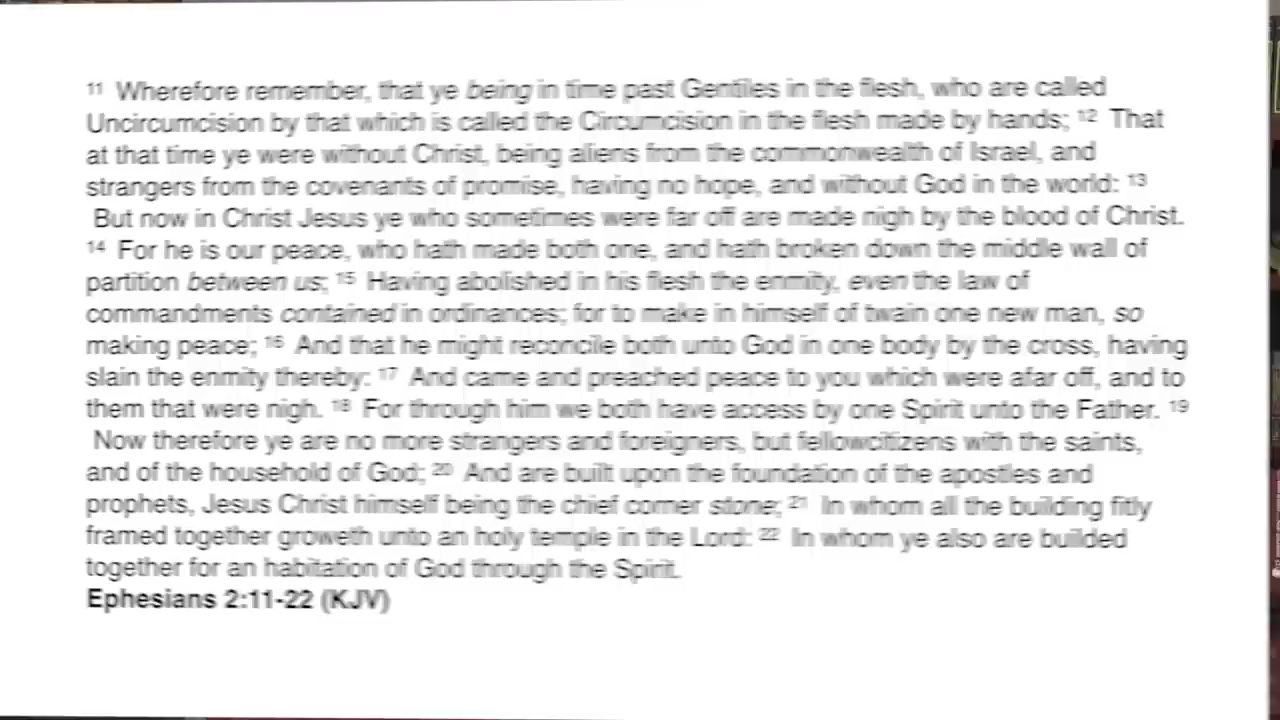 11 Wherefore remember, that ye being in time past Gentiles in the flesh, who are called
Uncircumcision by that which is called the Circumcision in the flesh made by hands; 12 That
at that time ye were without Christ, being aliens from the commonwealth of Israel, and
strangers from the covenants of promise, having no hope, and without God in the world: 13
But now in Christ Jesus ye who sometimes were far off are made nigh by the blood of Christ.
14 For he is our peace, who hath made both one, and hath broken down the middle wall of
partition between us; 15 Having abolished in his flesh the enmity, even the law of
commandments contained in ordinances; for to make in himself of twain one new man, so
making peace; 16 And that he might reconcile both unto God in one body by the cross, having
slain the enmity thereby: 17 And came and preached peace to you which were afar off, and to
them that were nigh. 18 For through him we both have access by one Spirit unto the Father. 19
Now therefore ye are no more strangers and foreigners, but fellowcitizens with the saints,
and of the household of God; 20 And are built upon the foundation of the apostles and
prophets, Jesus Christ himself being the chief corner stone; 21 In whom all the building fitly
framed together groweth unto an holy temple in the Lord: 22 In whom ye also are builded
together for an habitation of God through the Spirit.
Ephesians 2:11-22 (KJV)